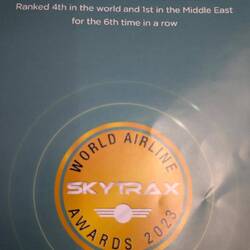 Ranked 4th in the world and 1st in the Middle East
for the 6th time in a row
WORLD AIRLINE
SKYTRAX
AWARDS 2023